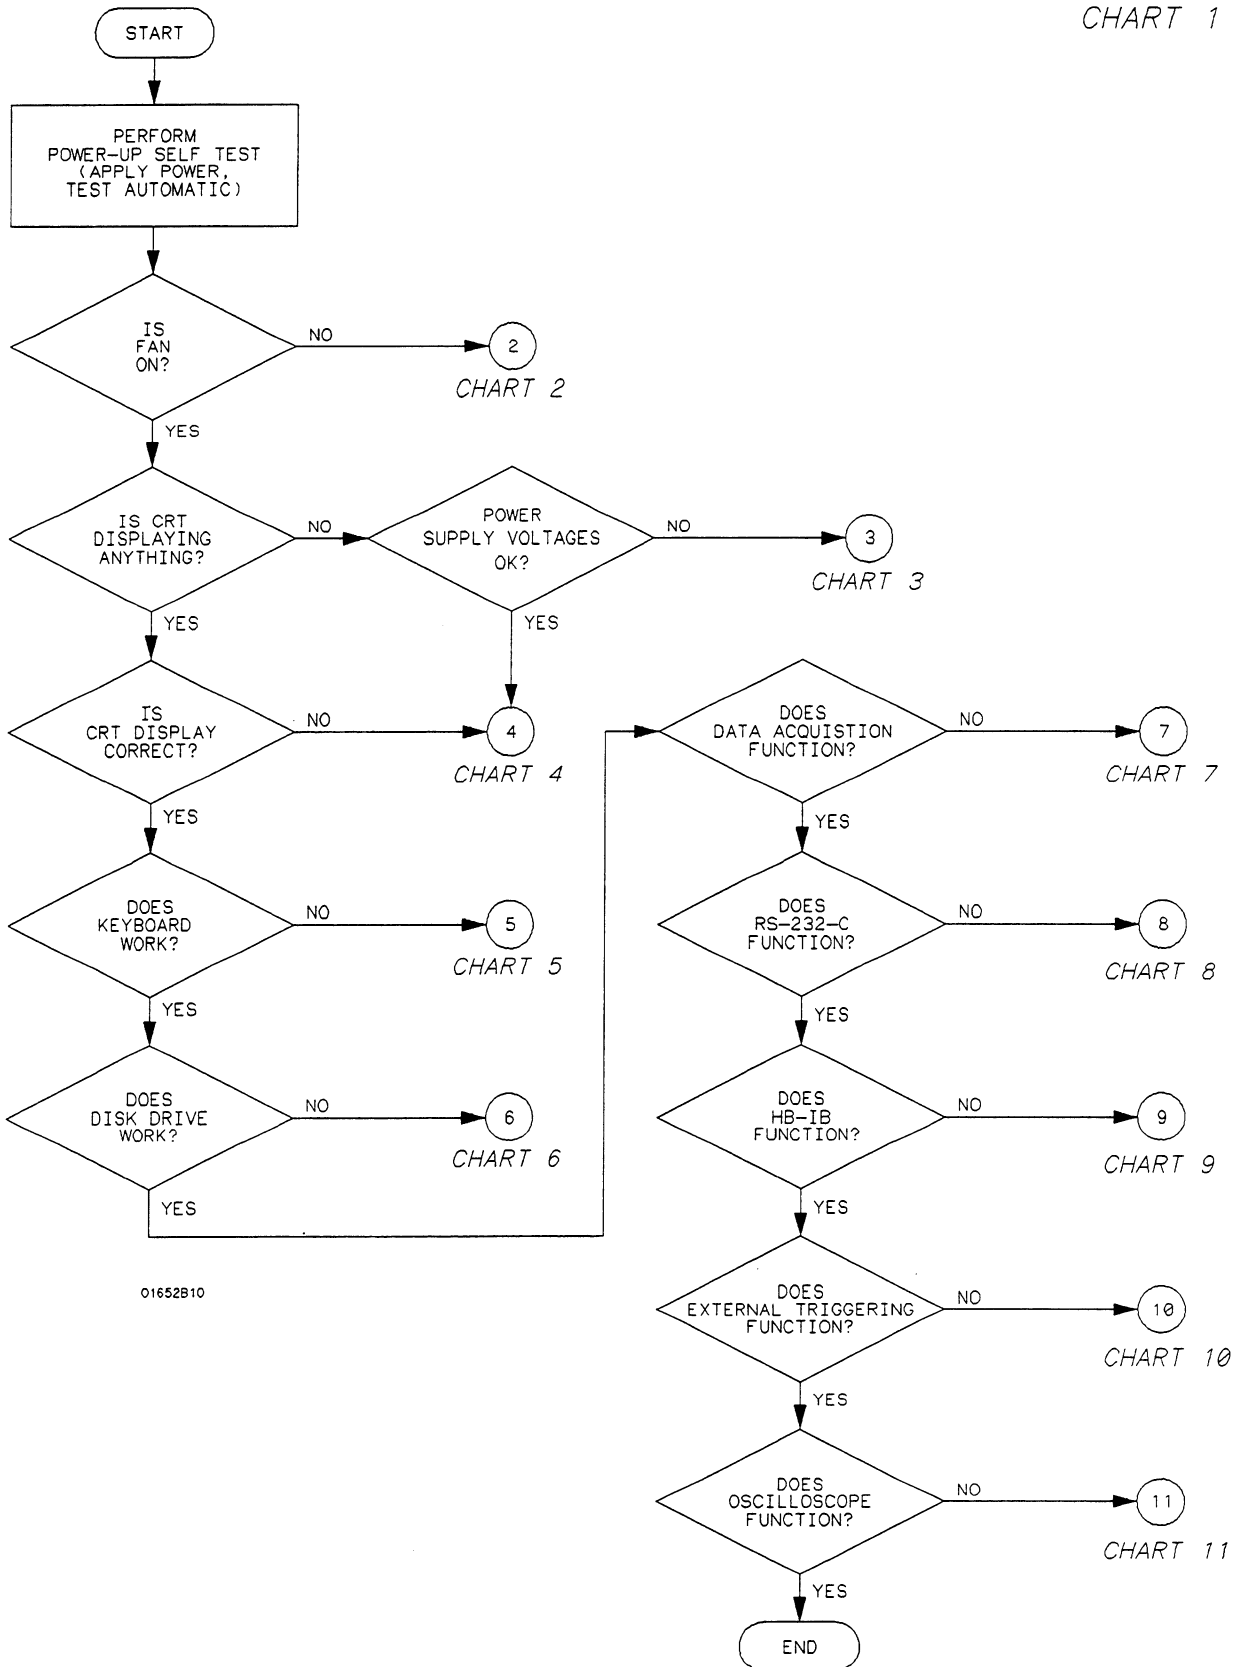 CHART 1
START
PERFORM
POWER-UP SELF TEST
(APPLY POWER,
TEST AUTOMATIC)
IS
FAN
ON?
NO
2
CHART 2
YES
IS CRT
DISPLAYING
ANYTHING?
NO
POWER
SUPPLY VOLTAGES
OK?
NO
3
CHART 3
YES
YES
IS
CRT DISPLAY
CORRECT?
NO
4
CHART 4
YES
DOES
KEYBOARD
WORK?
NO
5
CHART 5
YES
DOES
DISK DRIVE
WORK?
NO
6
CHART 6
YES
DOES
DATA ACQUISTION
FUNCTION?
NO
7
CHART 7
YES
DOES
RS-232-C
FUNCTION?
NO
8
CHART 8
YES
DOES
HB-IB
FUNCTION?
NO
9
CHART 9
YES
DOES
EXTERNAL TRIGGERING
FUNCTION?
NO
10
CHART 10
YES
DOES
OSCILLOSCOPE
FUNCTION?
NO
11
CHART 11
YES
END
01652B10